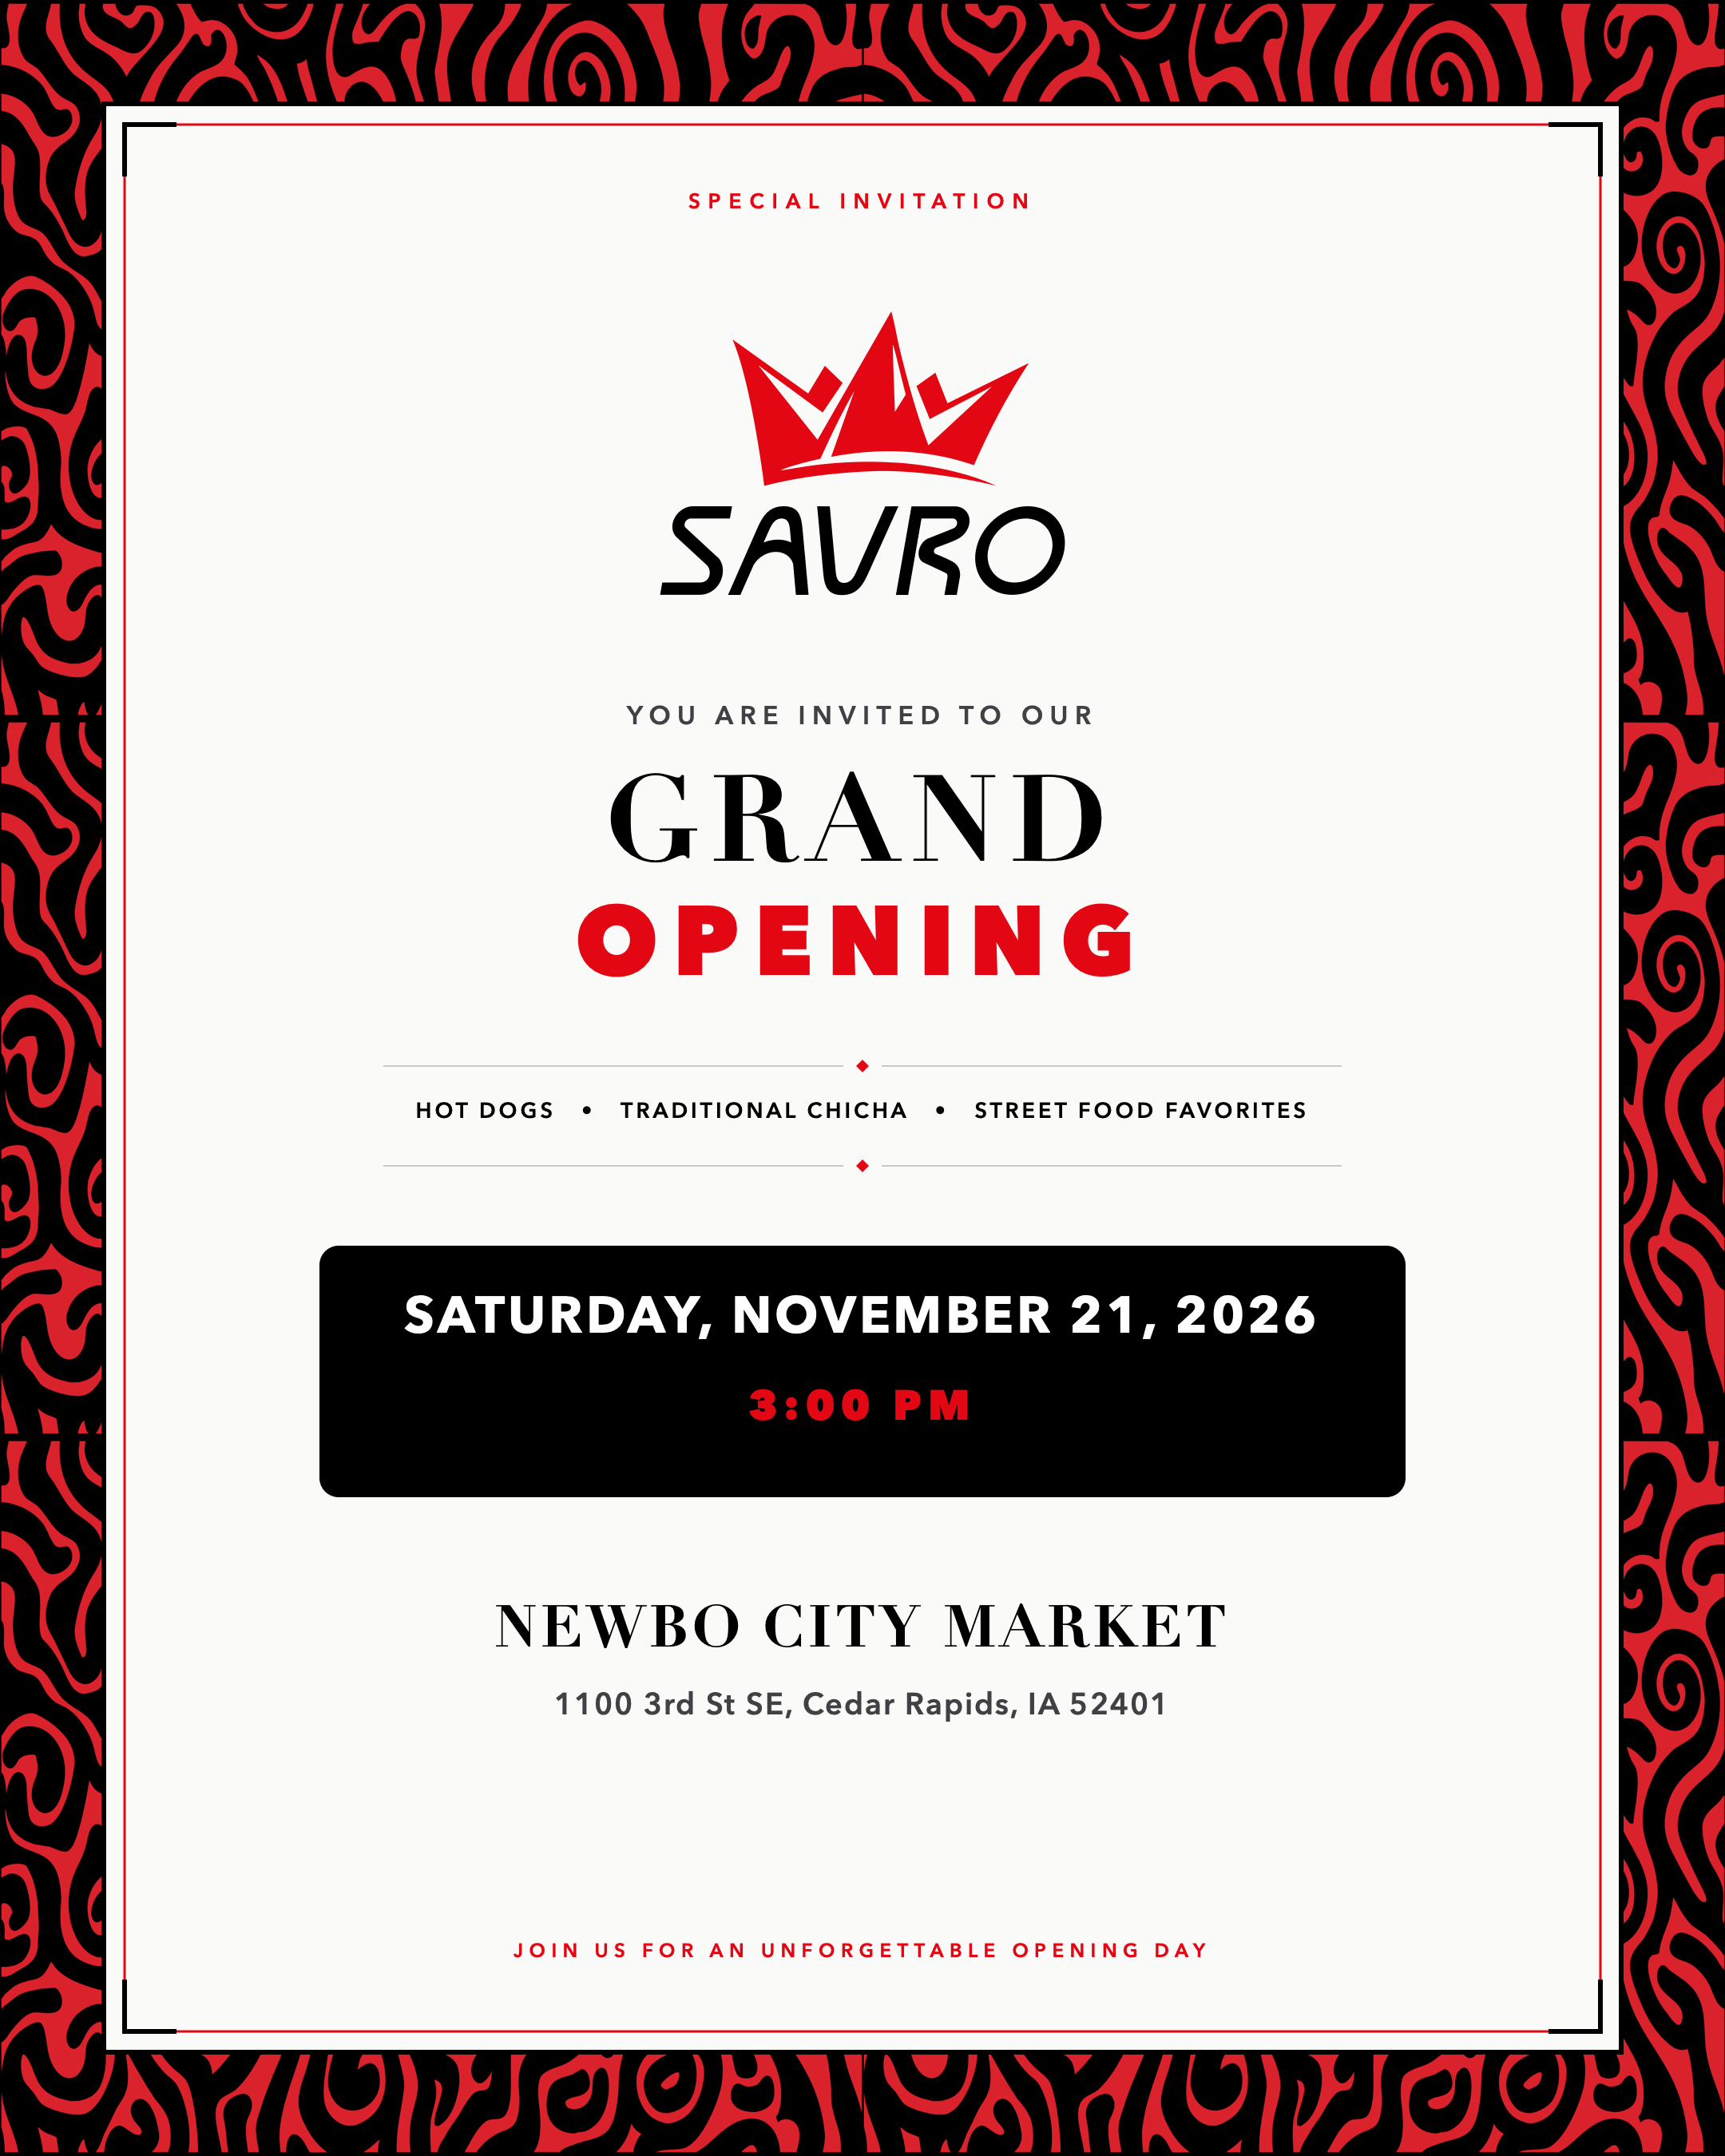 SPECIAL INVITATION
SAVRO
YOU ARE INVITED TO OUR
GRAND
OPENING
HOT DOGS • TRADITIONAL CHICHA • STREET FOOD FAVORITES
SATURDAY, NOVEMBER 21, 2026
3:00 PM
NEWBO CITY MARKET
1100 3rd St SE, Cedar Rapids, IA 52401
JOIN US FOR AN UNFORGETTABLE OPENING DAY